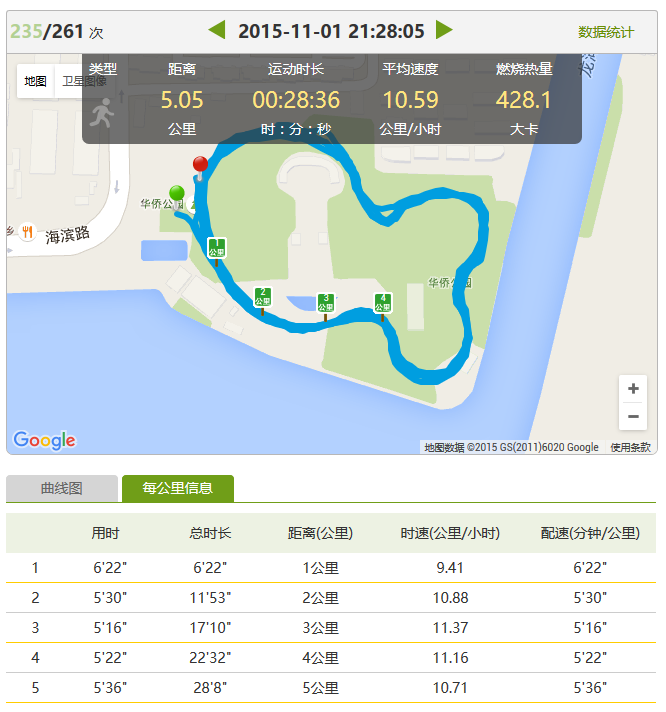 235/261 次 2015-11-01 21:28:05 数据统计
地图 卫星图像
类型 距离 运动时长 平均速度 燃烧热量
5.05 00:28:36 10.59 428.1
公里 时 : 分 : 秒 公里/小时 大卡
华侨公园
海滨路
1
公里
华侨公园
2
公里
3
公里
4
公里
+
−
Google
地图数据 ©2015 GS(2011)6020 Google 使用条款
曲线图 每公里信息
用时 总时长 距离(公里) 时速(公里/小时) 配速(分钟/公里)
1 6'22" 6'22" 1公里 9.41 6'22"
2 5'30" 11'53" 2公里 10.88 5'30"
3 5'16" 17'10" 3公里 11.37 5'16"
4 5'22" 22'32" 4公里 11.16 5'22"
5 5'36" 28'8" 5公里 10.71 5'36"